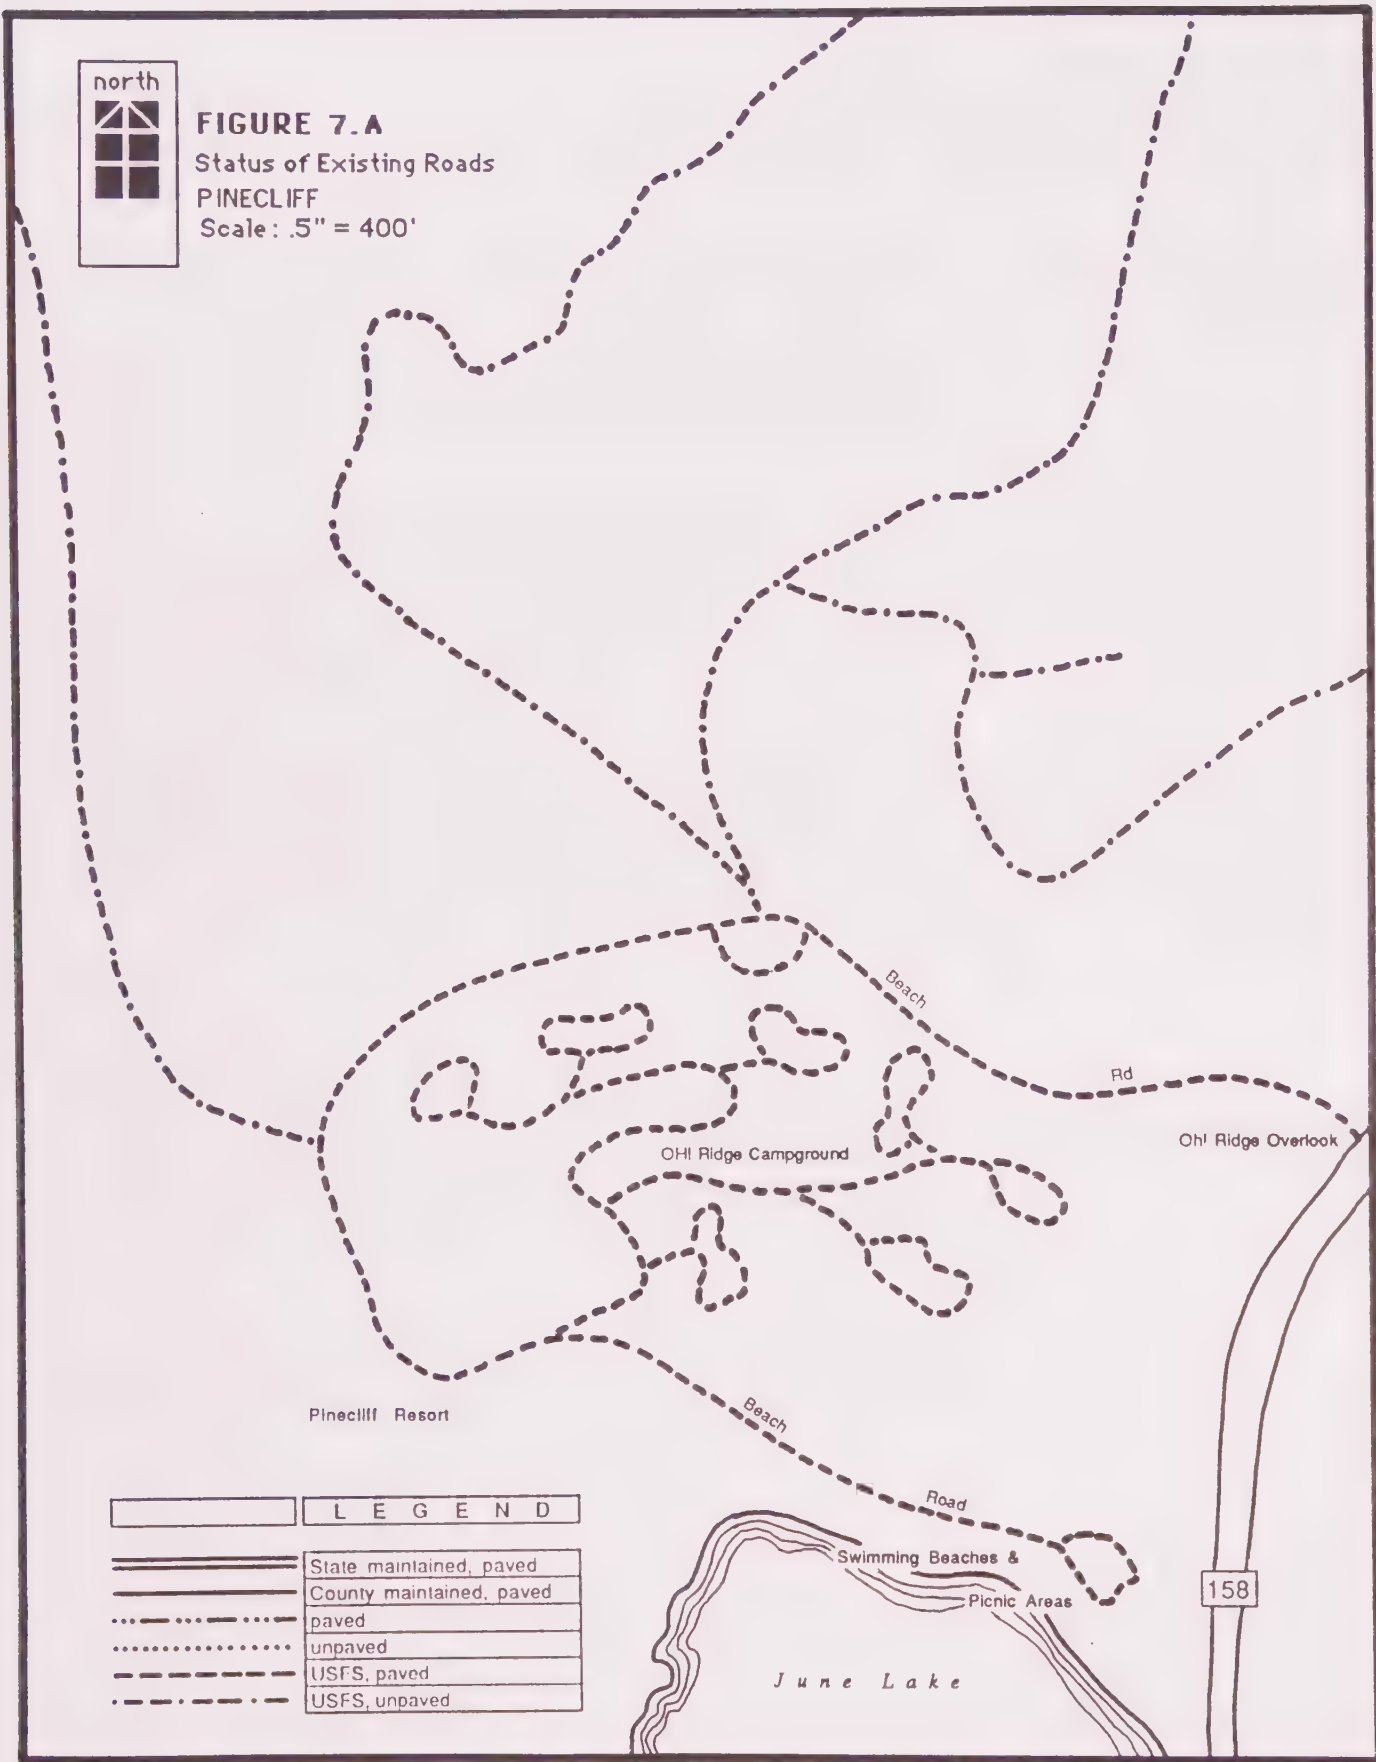 north
FIGURE 7.A
Status of Existing Roads
PINECLIFF
Scale: .5" = 400'
Beach
Rd
Oh! Ridge Overlook
OH! Ridge Campground
Pinecliff Resort
Beach
Road
Swimming Beaches &
Picnic Areas
158
June Lake
LEGEND
State maintained, paved
County maintained, paved
paved
unpaved
USFS, paved
USFS, unpaved